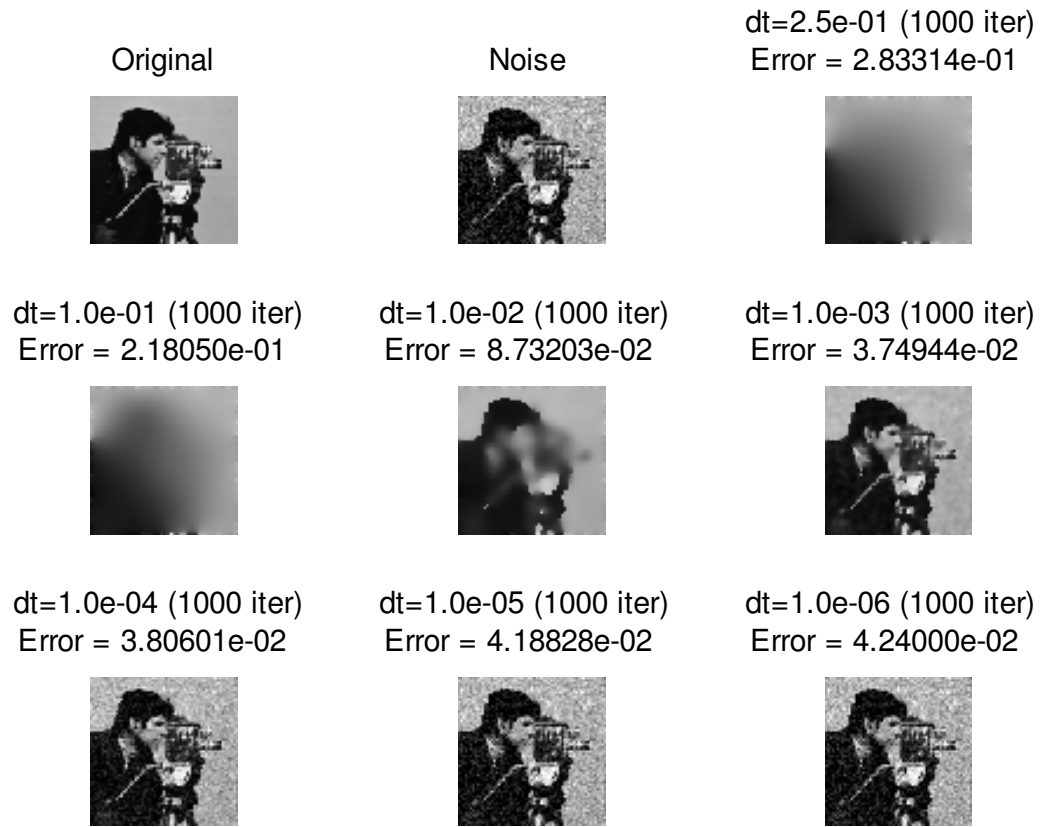 Original
Noise
dt=2.5e-01 (1000 iter)
Error = 2.83314e-01
dt=1.0e-01 (1000 iter)
Error = 2.18050e-01
dt=1.0e-02 (1000 iter)
Error = 8.73203e-02
dt=1.0e-03 (1000 iter)
Error = 3.74944e-02
dt=1.0e-04 (1000 iter)
Error = 3.80601e-02
dt=1.0e-05 (1000 iter)
Error = 4.18828e-02
dt=1.0e-06 (1000 iter)
Error = 4.24000e-02